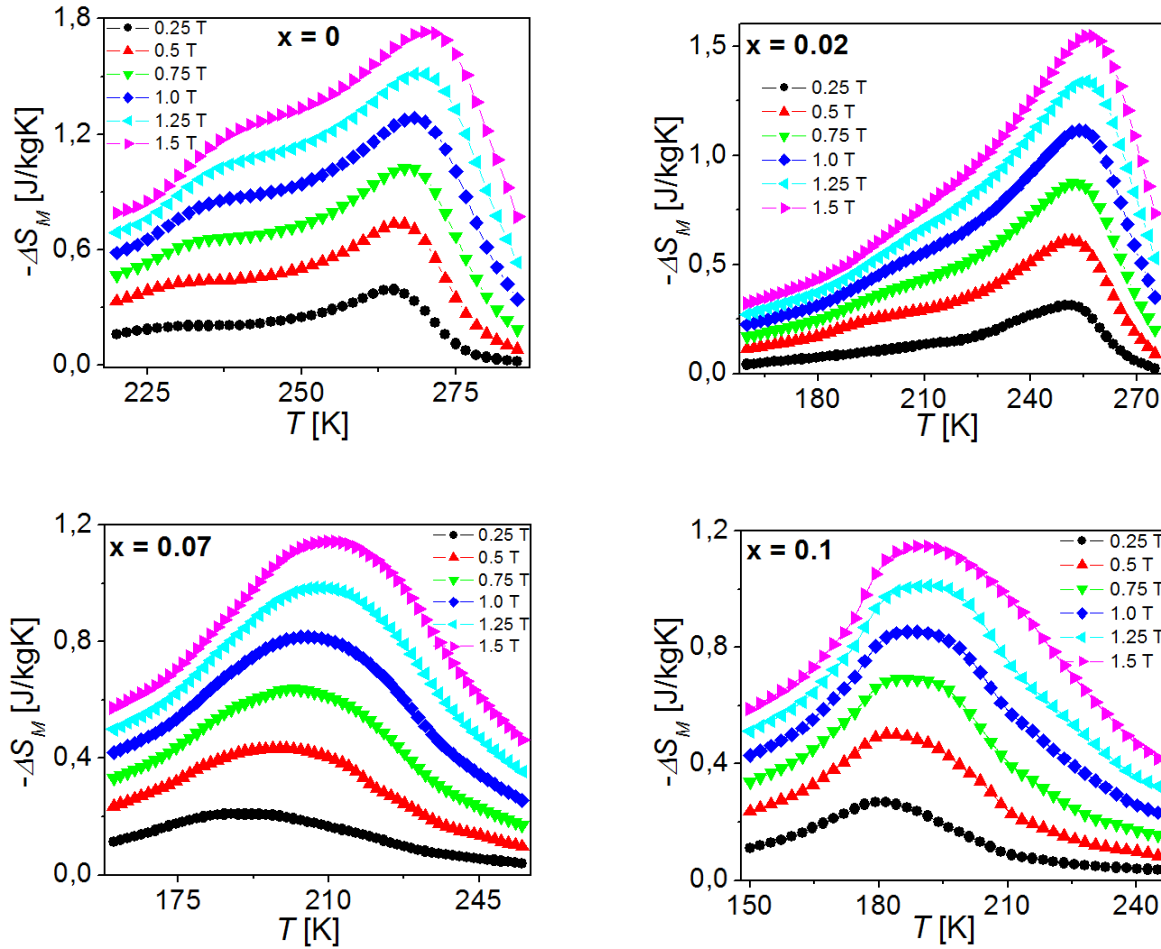 x = 0
0.25 T
0.5 T
0.75 T
1.0 T
1.25 T
1.5 T
1,8
1.2
0.6
0.0
-ΔS_M [J/kgK]
225 250 275
T [K]
x = 0.02
0.25 T
0.5 T
0.75 T
1.0 T
1.25 T
1.5 T
1,5
1.0
0.5
0,0
-ΔS_M [J/kgK]
180 210 240 270
T [K]
x = 0.07
0.25 T
0.5 T
0.75 T
1.0 T
1.25 T
1.5 T
1,2
0.8
0.4
0,0
-ΔS_M [J/kgK]
175 210 245
T [K]
x = 0.1
0.25 T
0.5 T
0.75 T
1.0 T
1.25 T
1.5 T
1.2
0.8
0.4
0,0
-ΔS_M [J/kgK]
150 180 210 240
T [K]